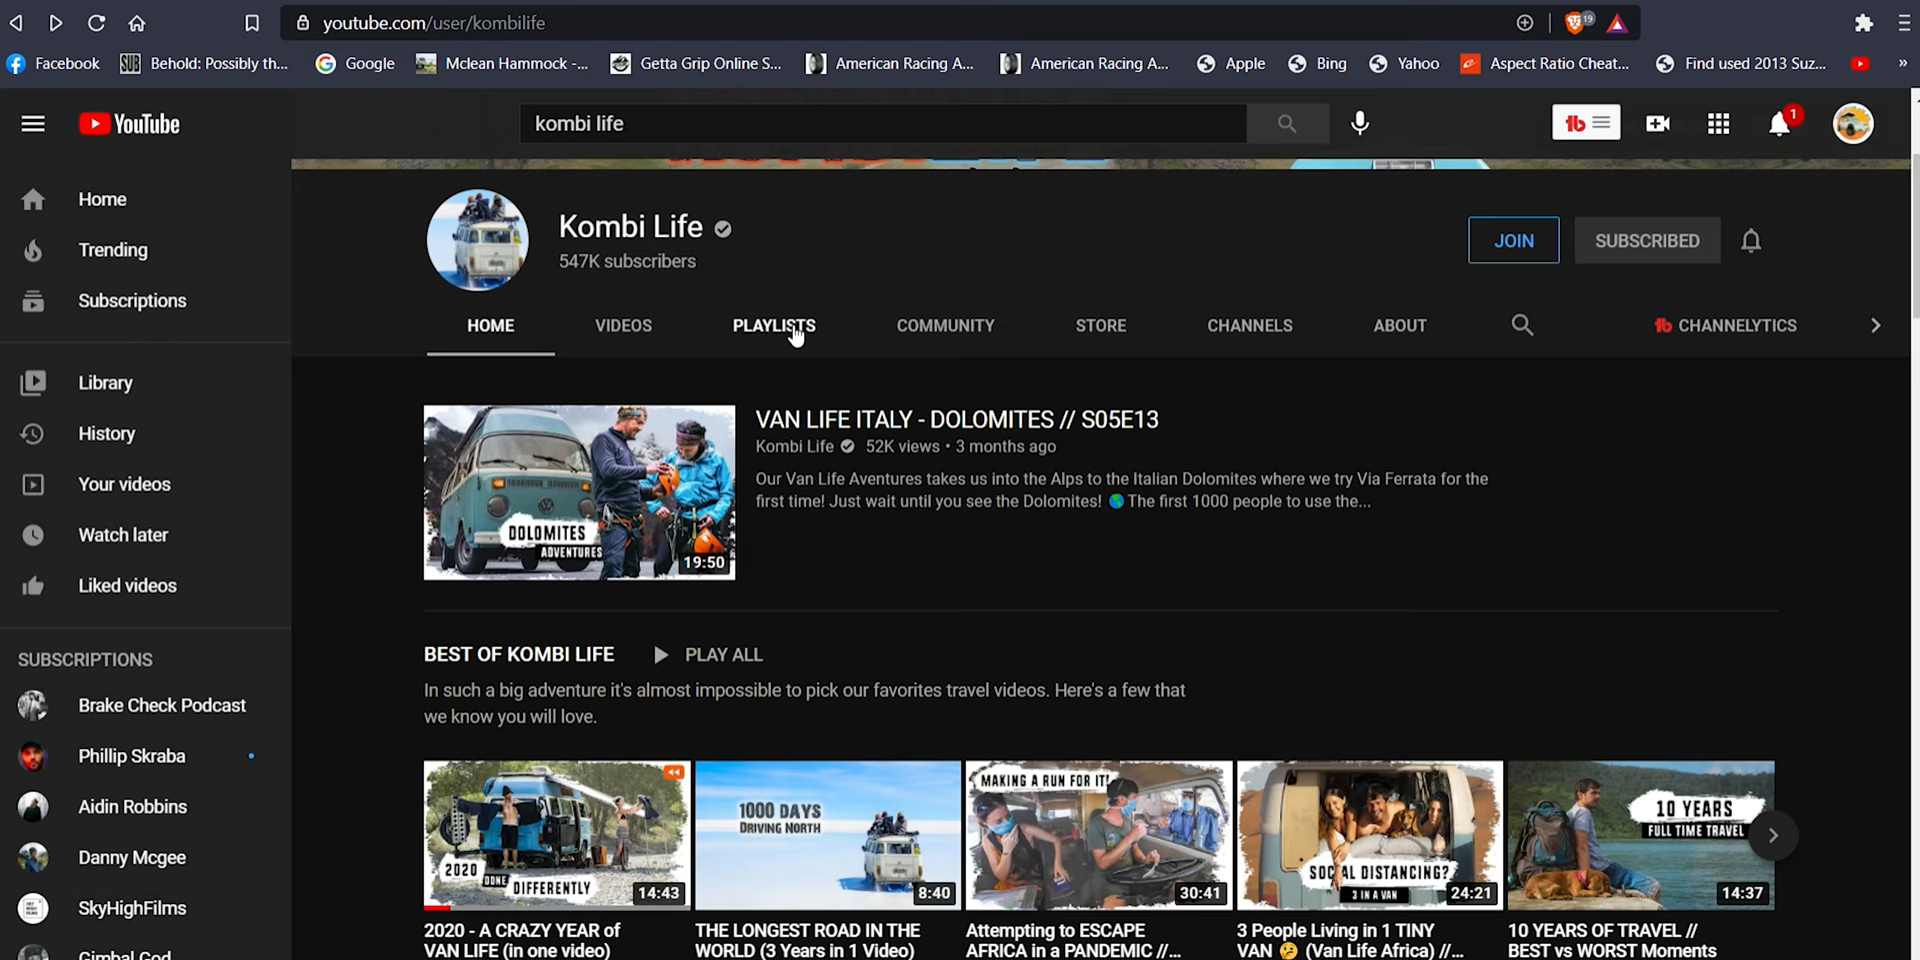 youtube.com/user/kombilife
19
Facebook
SUB
Behold: Possibly th...
Google
Mclean Hammock -...
Getta Grip Online S...
American Racing A...
American Racing A...
Apple
Bing
Yahoo
Aspect Ratio Cheat...
Find used 2013 Suz...
»
YouTube
kombi life
1
Home
Trending
Subscriptions
Library
History
Your videos
Watch later
Liked videos
SUBSCRIPTIONS
Brake Check Podcast
Phillip Skraba
Aidin Robbins
Danny Mcgee
SkyHighFilms
Gimbal God
Kombi Life
547K subscribers
JOIN
SUBSCRIBED
HOME
VIDEOS
PLAYLISTS
COMMUNITY
STORE
CHANNELS
ABOUT
CHANNELYTICS
DOLOMITES
ADVENTURES
19:50
VAN LIFE ITALY - DOLOMITES // S05E13
Kombi Life 52K views • 3 months ago
Our Van Life Aventures takes us into the Alps to the Italian Dolomites where we try Via Ferrata for the
first time! Just wait until you see the Dolomites! 🌎 The first 1000 people to use the...
BEST OF KOMBI LIFE
PLAY ALL
In such a big adventure it's almost impossible to pick our favorites travel videos. Here's a few that
we know you will love.
2020 DONE
DIFFERENTLY
14:43
2020 - A CRAZY YEAR of
VAN LIFE (in one video)
1000 DAYS
DRIVING NORTH
8:40
THE LONGEST ROAD IN THE
WORLD (3 Years in 1 Video)
MAKING A RUN FOR IT!
30:41
Attempting to ESCAPE
AFRICA in a PANDEMIC //...
SOCIAL DISTANCING?
3 IN A VAN
24:21
3 People Living in 1 TINY
VAN 🤔 (Van Life Africa) //...
10 YEARS
FULL TIME TRAVEL
14:37
10 YEARS OF TRAVEL //
BEST vs WORST Moments